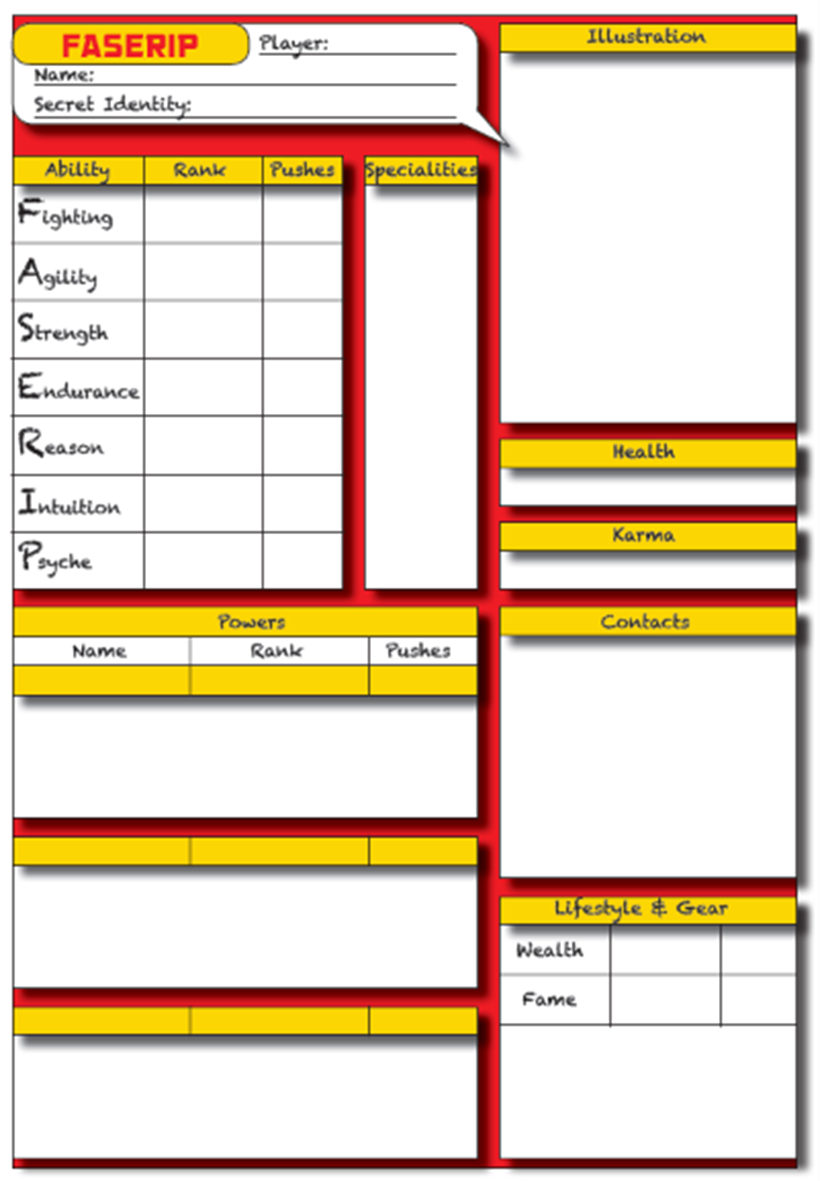 FASERIP
Player:
Name:
Secret Identity:
Ability Rank Pushes
Fighting
Agility
Strength
Endurance
Reason
Intuition
Psyche
Specialities
Illustration
Health
Karma
Powers
Name Rank Pushes
Contacts
Lifestyle & Gear
Wealth
Fame